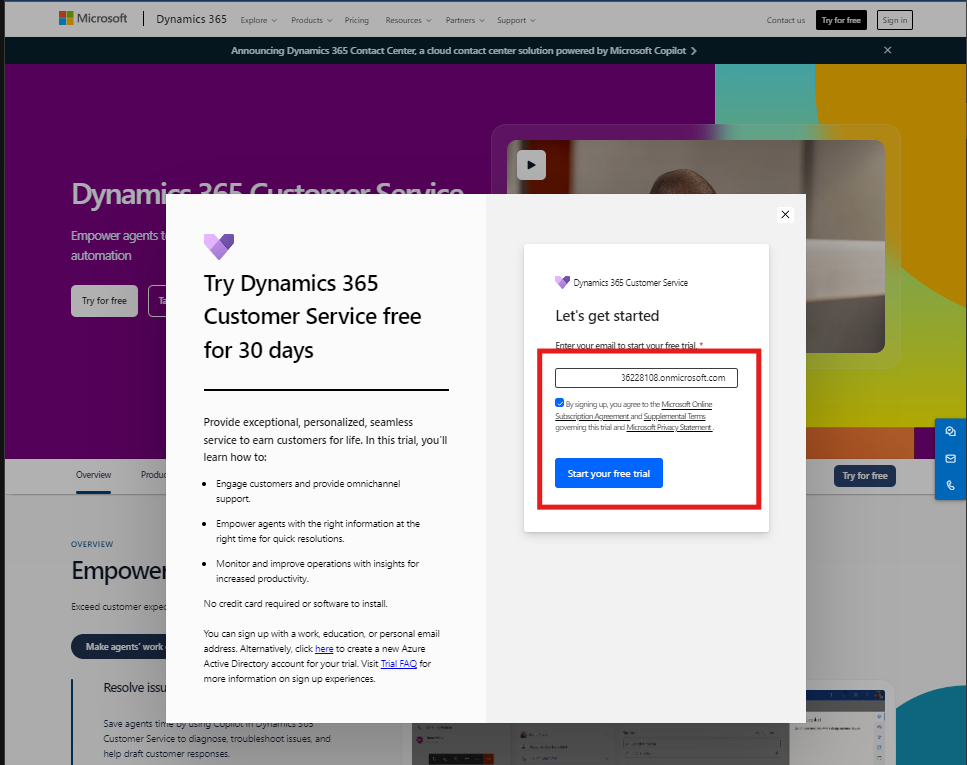 Microsoft
Dynamics 365
Explore
Products
Pricing
Resources
Partners
Support
Contact us
Try for free
Sign in
Announcing Dynamics 365 Contact Center, a cloud contact center solution powered by Microsoft Copilot
Dynamics 365 Customer Service
Empower agents
automation
Try for free
Try Dynamics 365
Customer Service free
for 30 days
Provide exceptional, personalized, seamless
service to earn customers for life. In this trial, you'll
learn how to:
Engage customers and provide omnichannel
support.
Empower agents with the right information at the
right time for quick resolutions.
Monitor and improve operations with insights for
increased productivity.
No credit card required or software to install.
You can sign up with a work, education, or personal email
address. Alternatively, click here to create a new Azure
Active Directory account for your trial. Visit Trial FAQ for
more information on sign up experiences.
Dynamics 365 Customer Service
Let's get started
Enter your email to start your free trial. *
36228108.onmicrosoft.com
By signing up, you agree to the Microsoft Online
Subscription Agreement and Supplemental Terms
governing this trial and Microsoft Privacy Statement.
Start your free trial
Overview
Try for free
OVERVIEW
Empower
Exceed customer
Make agents' work
Resolve
Save agents time by using Copilot in Dynamics 365
Customer Service to diagnose, troubleshoot issues, and
help draft customer responses.